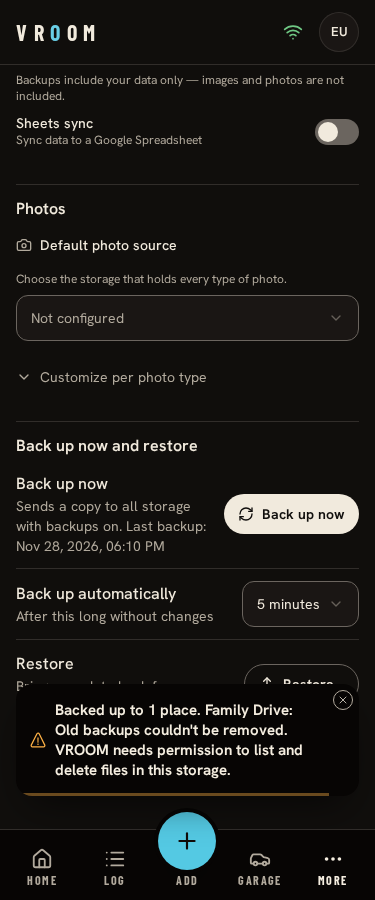 VROOM
EU
Backups include your data only — images and photos are not
included.
Sheets sync
Sync data to a Google Spreadsheet
Photos
Default photo source
Choose the storage that holds every type of photo.
Not configured
Customize per photo type
Back up now and restore
Back up now
Sends a copy to all storage
with backups on. Last backup:
Nov 28, 2026, 06:10 PM
Back up now
Back up automatically
After this long without changes
5 minutes
Restore
Restore
Backed up to 1 place. Family Drive:
Old backups couldn't be removed.
VROOM needs permission to list and
delete files in this storage.
HOME
LOG
ADD
GARAGE
MORE